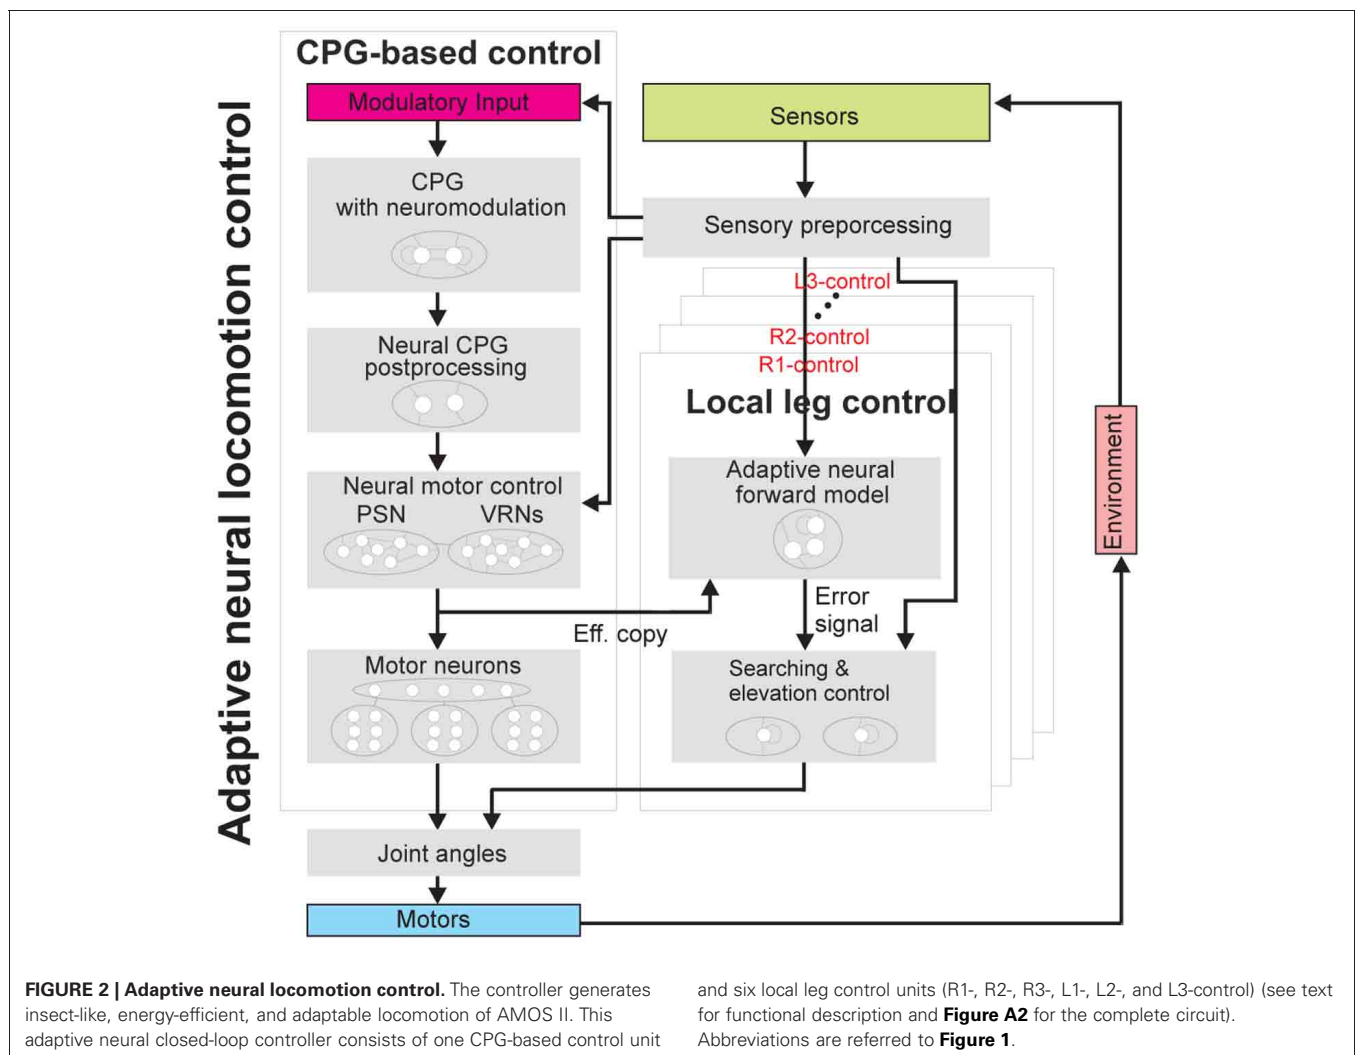 Adaptive neural locomotion control
CPG-based control
Modulatory Input
CPG
with neuromodulation
Neural CPG
postprocessing
Neural motor control
PSN VRNs
Eff. copy
Motor neurons
Joint angles
Motors
Sensors
Sensory preporcessing
L3-control
R2-control
R1-control
Local leg control
Adaptive neural
forward model
Error
signal
Searching &
elevation control
Environment
FIGURE 2 | Adaptive neural locomotion control. The controller generates
insect-like, energy-efficient, and adaptable locomotion of AMOS II. This
adaptive neural closed-loop controller consists of one CPG-based control unit
and six local leg control units (R1-, R2-, R3-, L1-, L2-, and L3-control) (see text
for functional description and Figure A2 for the complete circuit).
Abbreviations are referred to Figure 1.